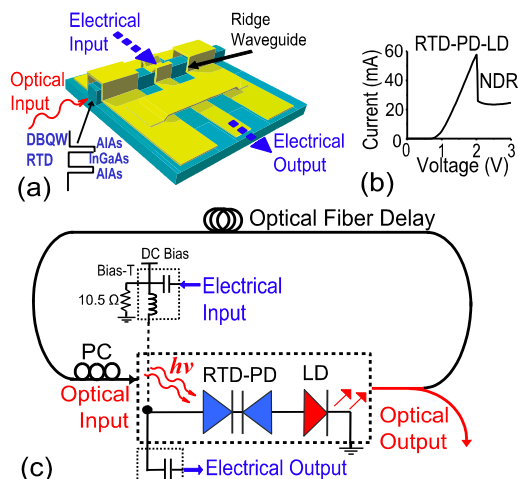 (a)
Electrical
Input
Ridge
Waveguide
Optical
Input
DBQW
RTD
AlAs
InGaAs
AlAs
Electrical
Output
(b)
RTD-PD-LD
NDR
Current (mA)
60
40
20
0
0 1 2 3
Voltage (V)
Optical Fiber Delay
DC Bias
Bias-T
10.5 Ω
Electrical
Input
PC
Optical
Input
hν
RTD-PD
LD
Optical
Output
Electrical Output
(c)